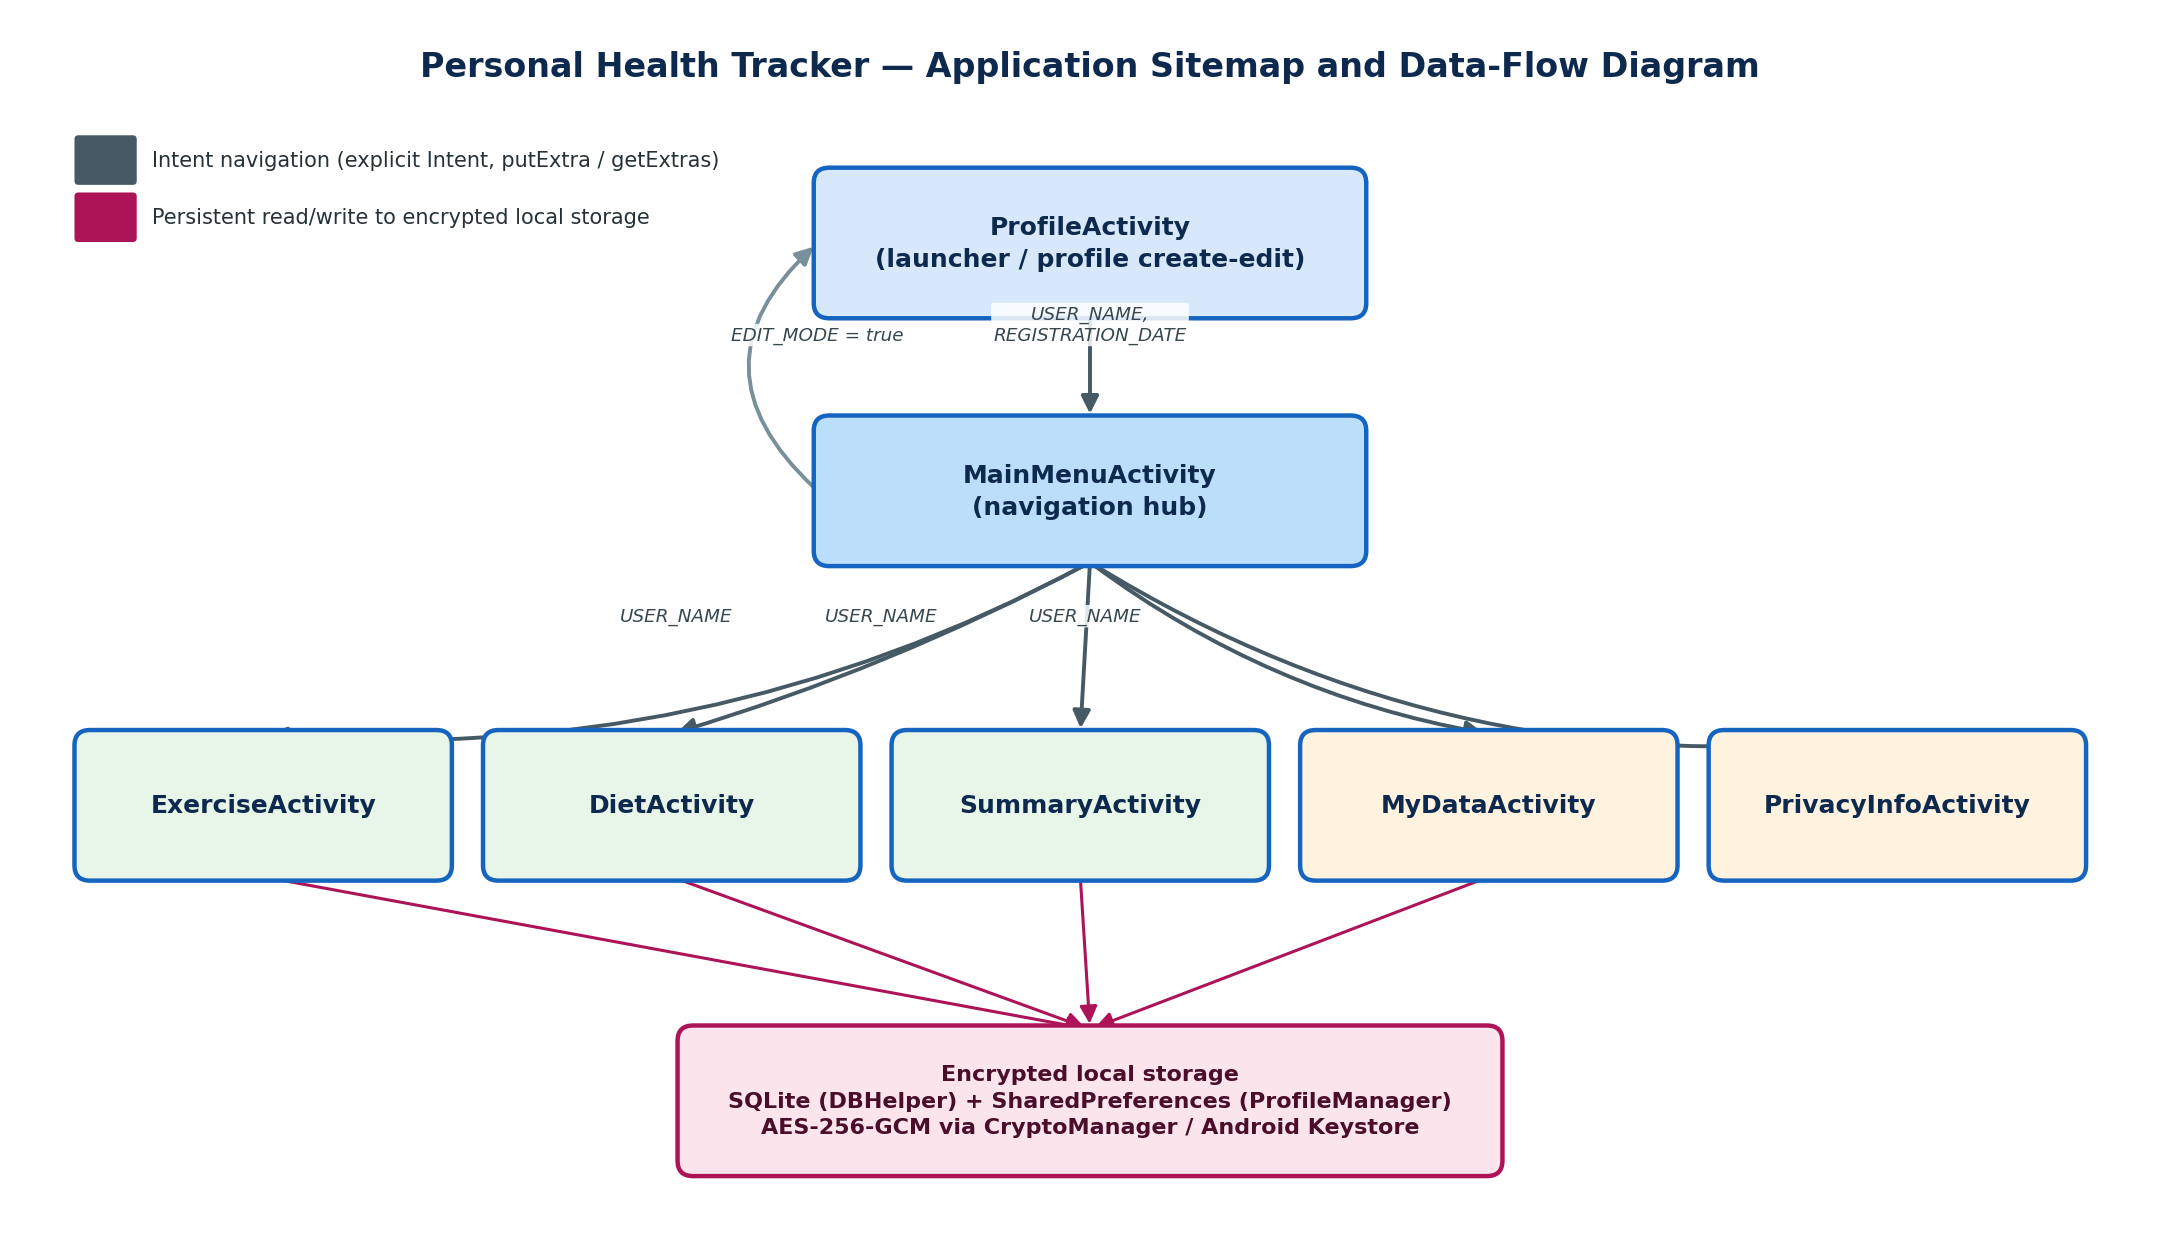 Personal Health Tracker — Application Sitemap and Data-Flow Diagram
Intent navigation (explicit Intent, putExtra / getExtras)
Persistent read/write to encrypted local storage
ProfileActivity
(launcher / profile create-edit)
USER_NAME,
REGISTRATION_DATE
EDIT_MODE = true
MainMenuActivity
(navigation hub)
USER_NAME
USER_NAME
USER_NAME
ExerciseActivity
DietActivity
SummaryActivity
MyDataActivity
PrivacyInfoActivity
Encrypted local storage
SQLite (DBHelper) + SharedPreferences (ProfileManager)
AES-256-GCM via CryptoManager / Android Keystore